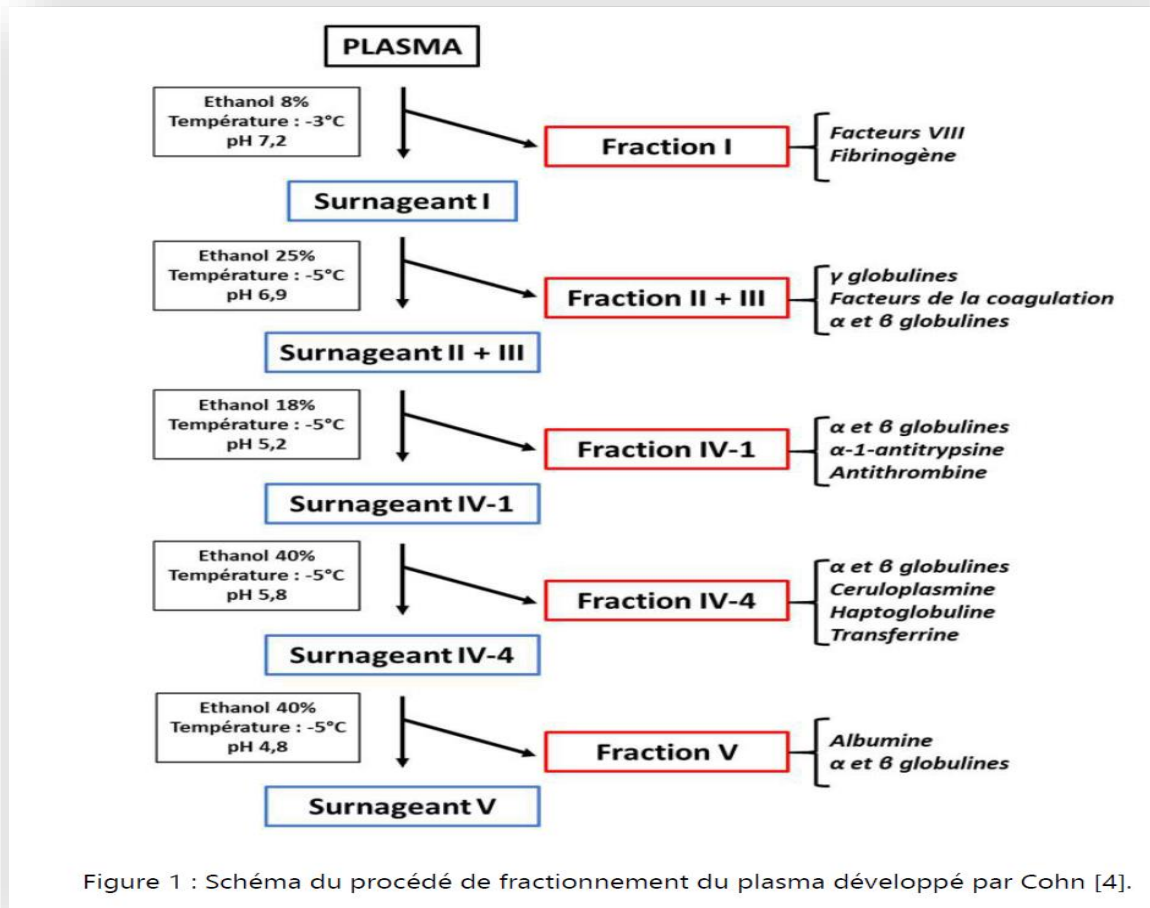 PLASMA
Ethanol 8%
Température : -3°C
pH 7,2
Fraction I
Facteurs VIII
Fibrinogène
Surnageant I
Ethanol 25%
Température : -5°C
pH 6,9
Fraction II + III
γ globulines
Facteurs de la coagulation
α et β globulines
Surnageant II + III
Ethanol 18%
Température : -5°C
pH 5,2
Fraction IV-1
α et β globulines
α-1-antitrypsine
Antithrombine
Surnageant IV-1
Ethanol 40%
Température : -5°C
pH 5,8
Fraction IV-4
α et β globulines
Ceruloplasmine
Haptoglobuline
Transferrine
Surnageant IV-4
Ethanol 40%
Température : -5°C
pH 4,8
Fraction V
Albumine
α et β globulines
Surnageant V
Figure 1 : Schéma du procédé de fractionnement du plasma développé par Cohn [4].